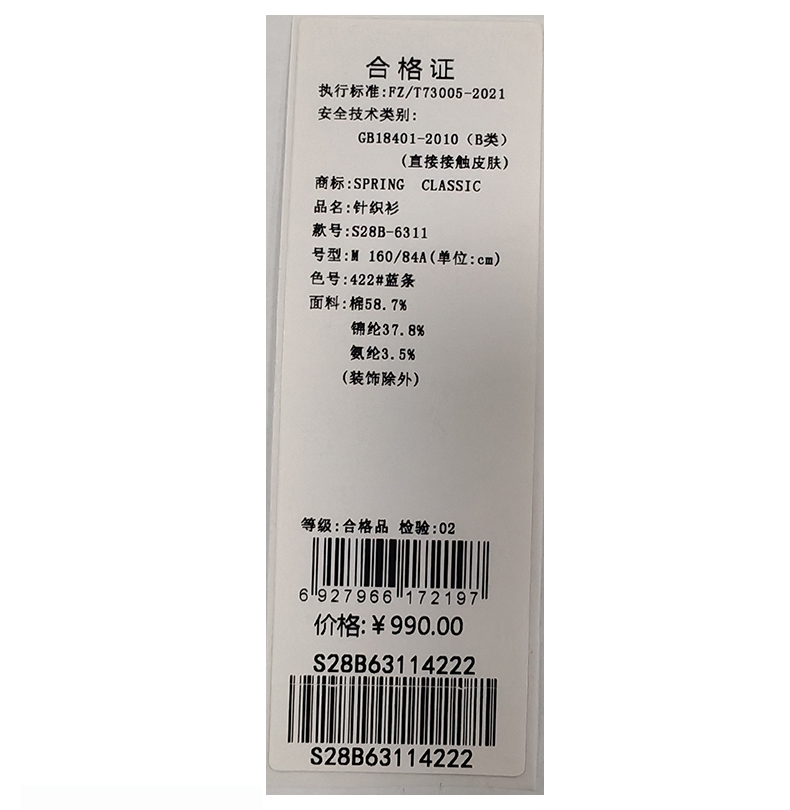 合格证
执行标准:FZ/T73005-2021
安全技术类别:
GB18401-2010（B类）
(直接接触皮肤)
商标:SPRING CLASSIC
品名:针织衫
款号:S28B-6311
号型:M 160/84A(单位:cm)
色号:422#蓝条
面料:棉58.7%
锦纶37.8%
氨纶3.5%
(装饰除外)
等级:合格品 检验:02
6 927966 172197
价格:￥990.00
S28B63114222
S28B63114222